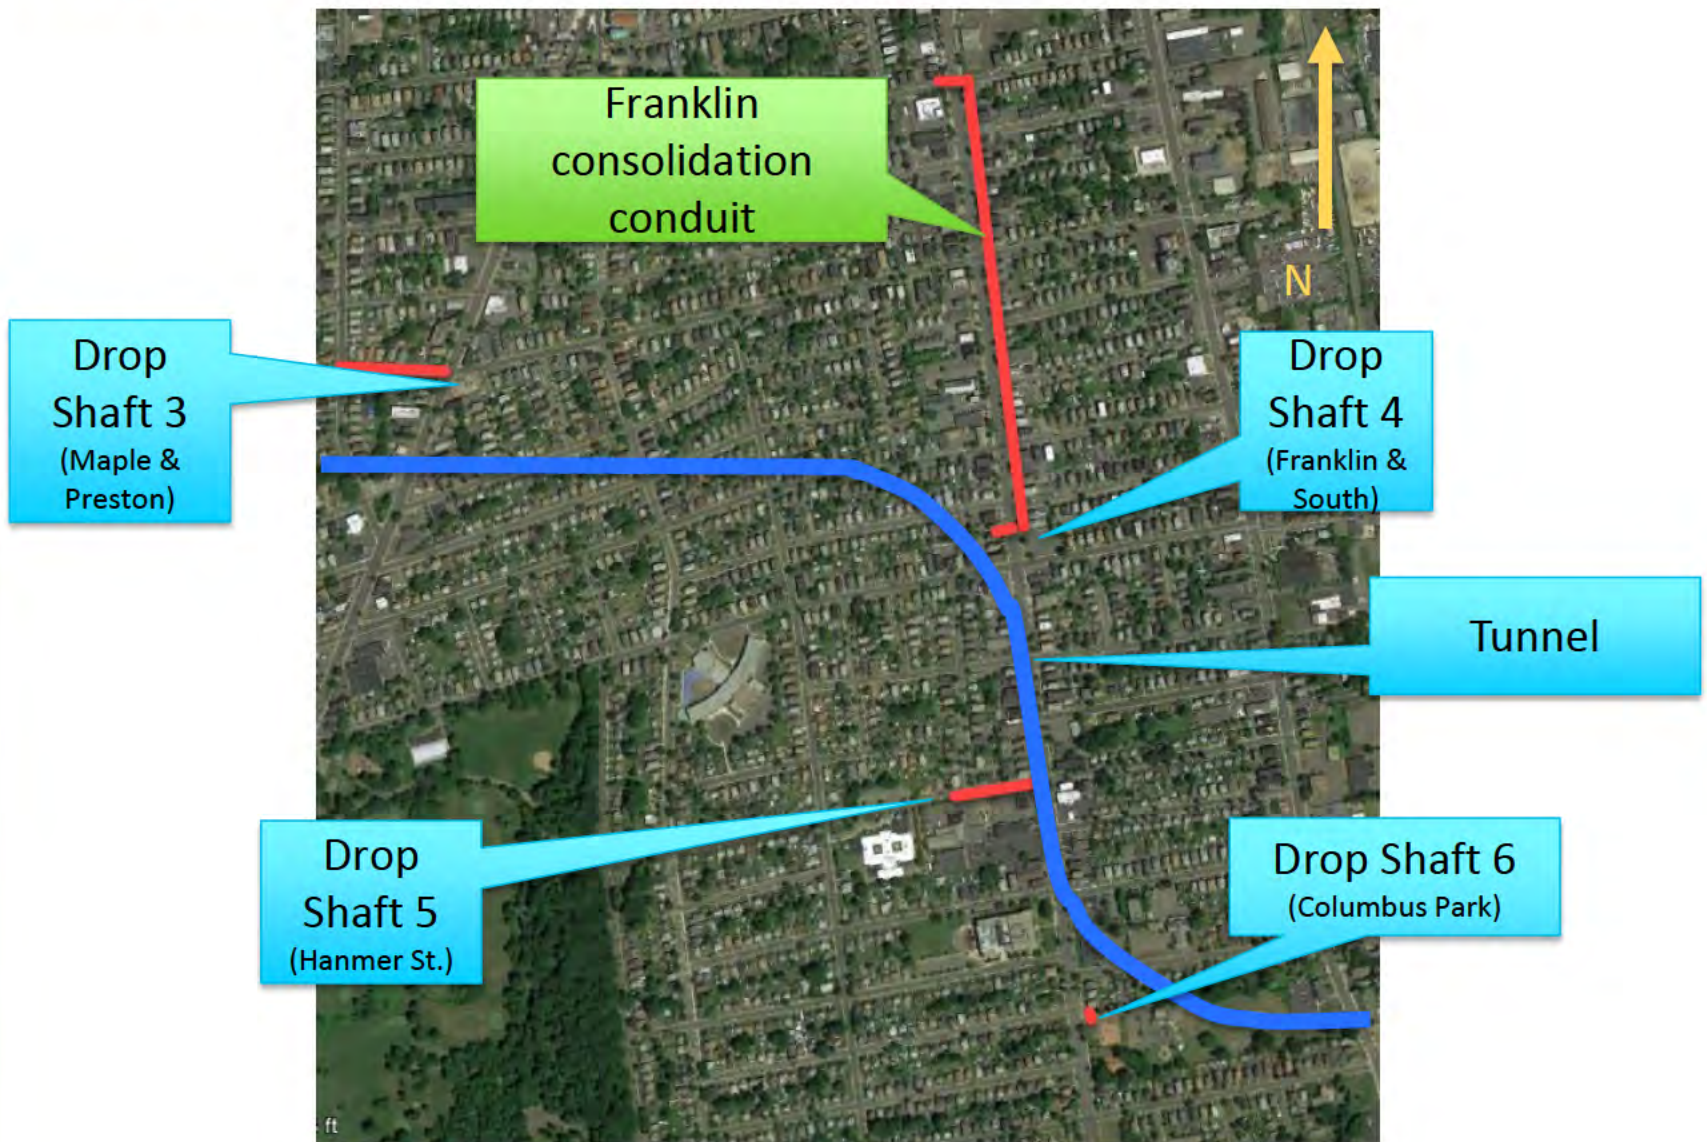 Franklin
consolidation
conduit
N
Drop
Shaft 3
(Maple &
Preston)
Drop
Shaft 4
(Franklin &
South)
Tunnel
Drop
Shaft 5
(Hanmer St.)
Drop Shaft 6
(Columbus Park)
ft